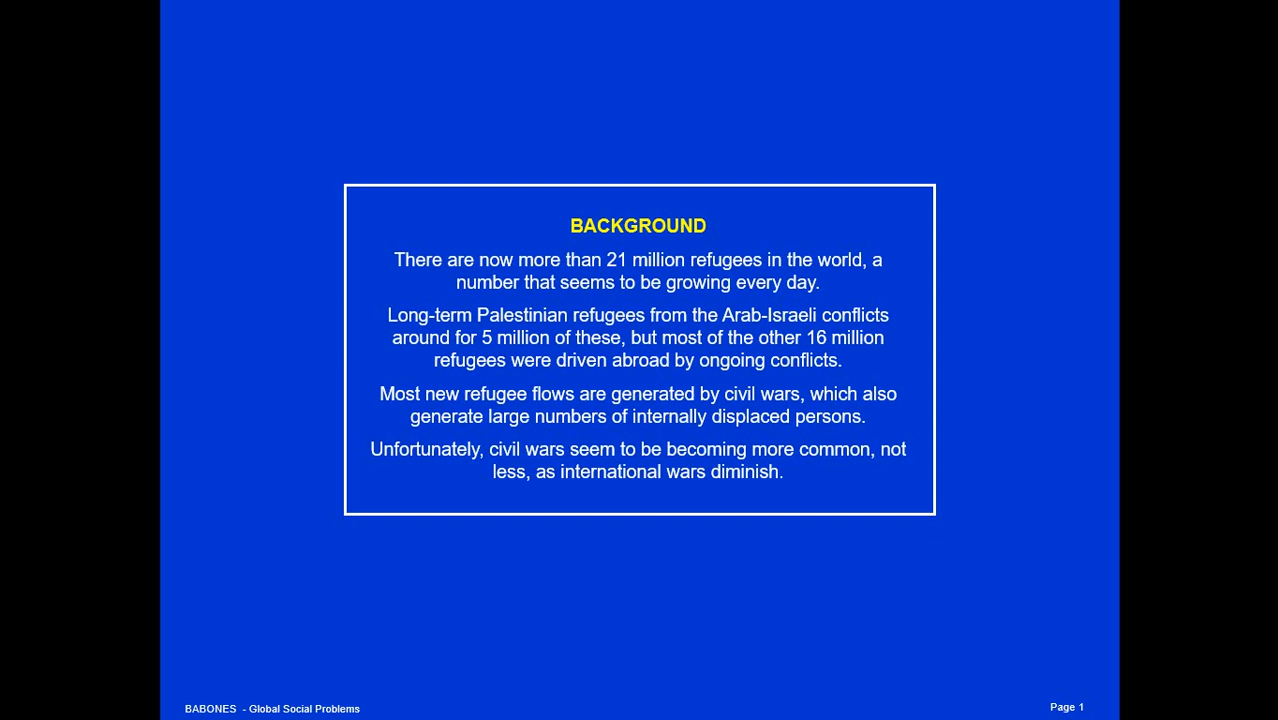 BACKGROUND
There are now more than 21 million refugees in the world, a
number that seems to be growing every day.
Long-term Palestinian refugees from the Arab-Israeli conflicts
around for 5 million of these, but most of the other 16 million
refugees were driven abroad by ongoing conflicts.
Most new refugee flows are generated by civil wars, which also
generate large numbers of internally displaced persons.
Unfortunately, civil wars seem to be becoming more common, not
less, as international wars diminish.
BABONES - Global Social Problems
Page 1